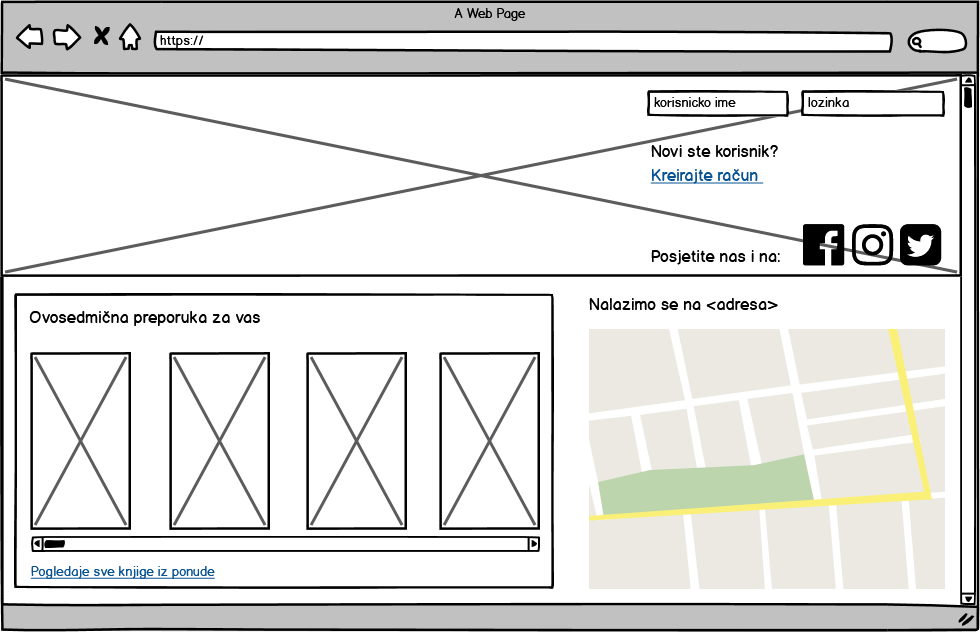 A Web Page
https://
korisnicko ime
lozinka
Novi ste korisnik?
Kreirajte račun
Posjetite nas i na:
Ovosedmična preporuka za vas
Nalazimo se na <adresa>
Pogledaje sve knjige iz ponude